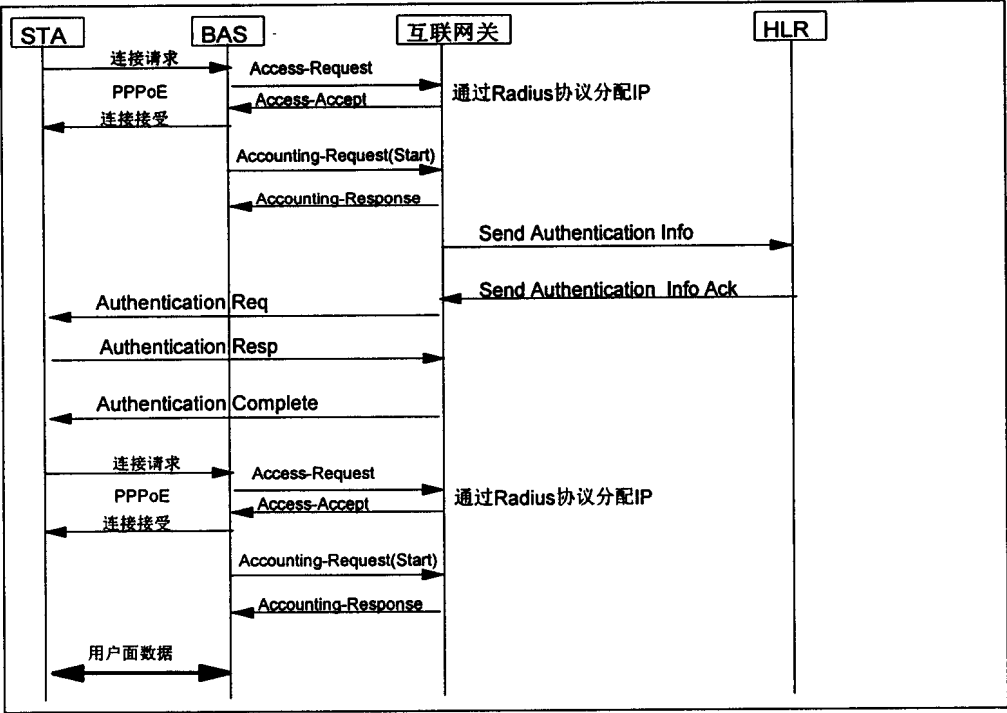 STA
BAS
互联网关
HLR
连接请求
Access-Request
PPPoE
Access-Accept
通过Radius协议分配IP
连接接受
Accounting-Request(Start)
Accounting-Response
Send Authentication Info
Send Authentication Info Ack
Authentication Req
Authentication Resp
Authentication Complete
连接请求
Access-Request
PPPoE
Access-Accept
通过Radius协议分配IP
连接接受
Accounting-Request(Start)
Accounting-Response
用户面数据